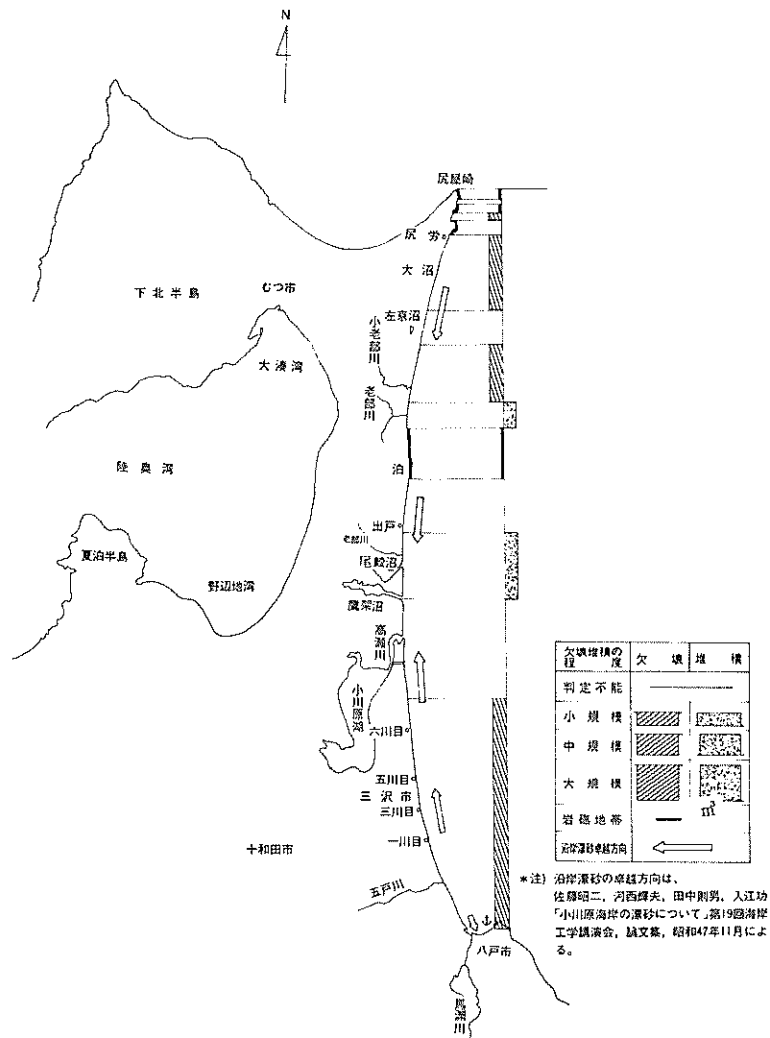 N
尻屋崎
尻労
大沼
下北半島
むつ市
左京沼
小老部川
大湊湾
老部川
陸奥湾
泊
出戸
老部川
尾鮫沼
夏泊半島
野辺地湾
鷹架沼
高瀬川
小川原湖
六川目
五川目
三沢市
三川目
一川目
十和田市
五戸川
八戸市
馬淵川
欠壊堆積の程度
欠壊
堆積
判定不能
小規模
中規模
大規模
m³
岩礁地帯
沿岸漂砂卓越方向
*注) 沿岸漂砂の卓越方向は、
佐藤昭二, 河西輝夫, 田中則男, 入江功
「小川原海岸の漂砂について」第19回海岸
工学講演会, 論文集, 昭和47年11月によ
る。